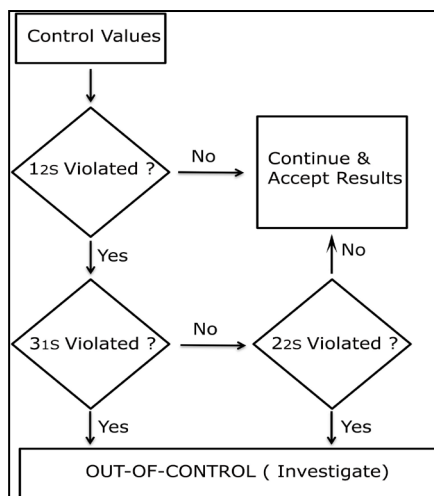 Control Values
12S Violated ?
No
Continue &
Accept Results
Yes
No
31S Violated ?
No
22S Violated ?
Yes
Yes
OUT-OF-CONTROL ( Investigate)